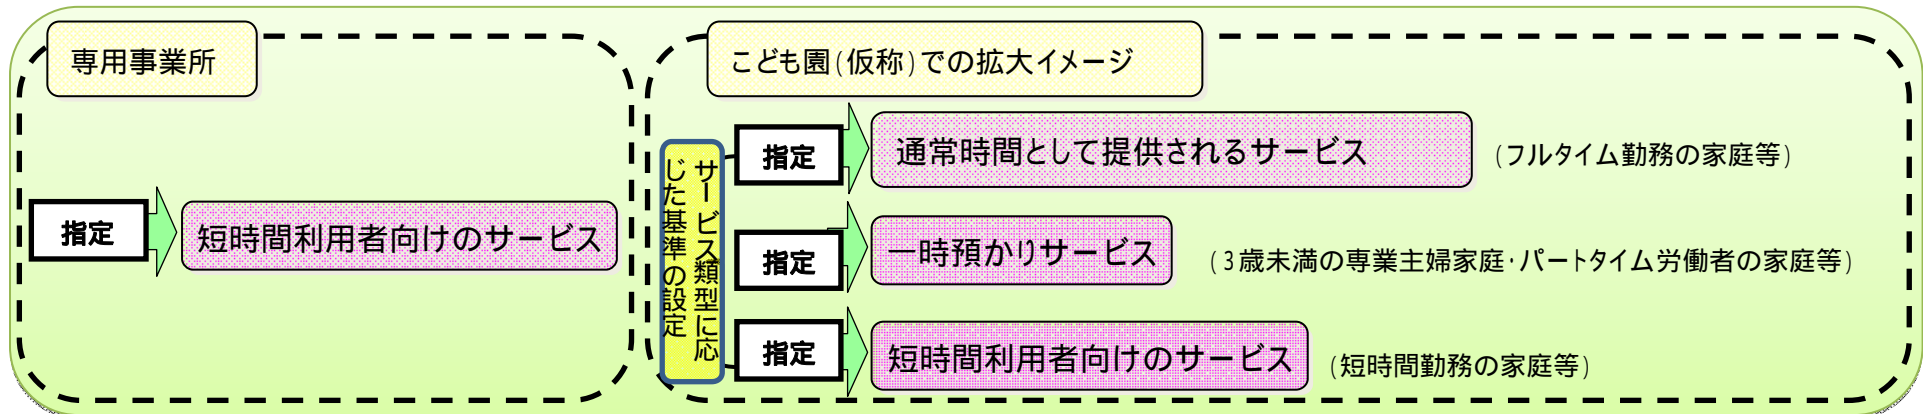 専用事業所
指定
短時間利用者向けのサービス
こども園(仮称)での拡大イメージ
サービス類型に応
じた基準の設定
指定
通常時間として提供されるサービス
(フルタイム勤務の家庭等)
指定
一時預かりサービス
(3歳未満の専業主婦家庭・パートタイム労働者の家庭等)
指定
短時間利用者向けのサービス
(短時間勤務の家庭等)